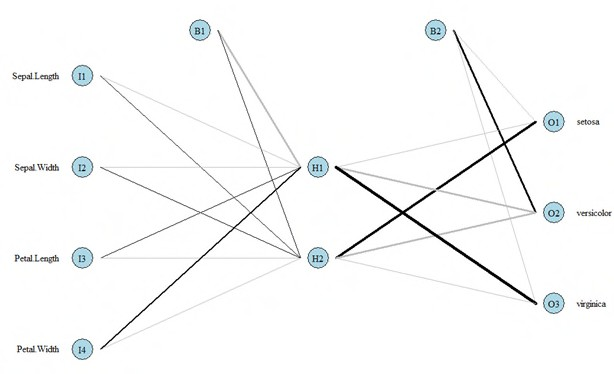 B1
B2
Sepal.Length
I1
O1
setosa
Sepal.Width
I2
H1
O2
versicolor
Petal.Length
I3
H2
O3
virginica
Petal.Width
I4